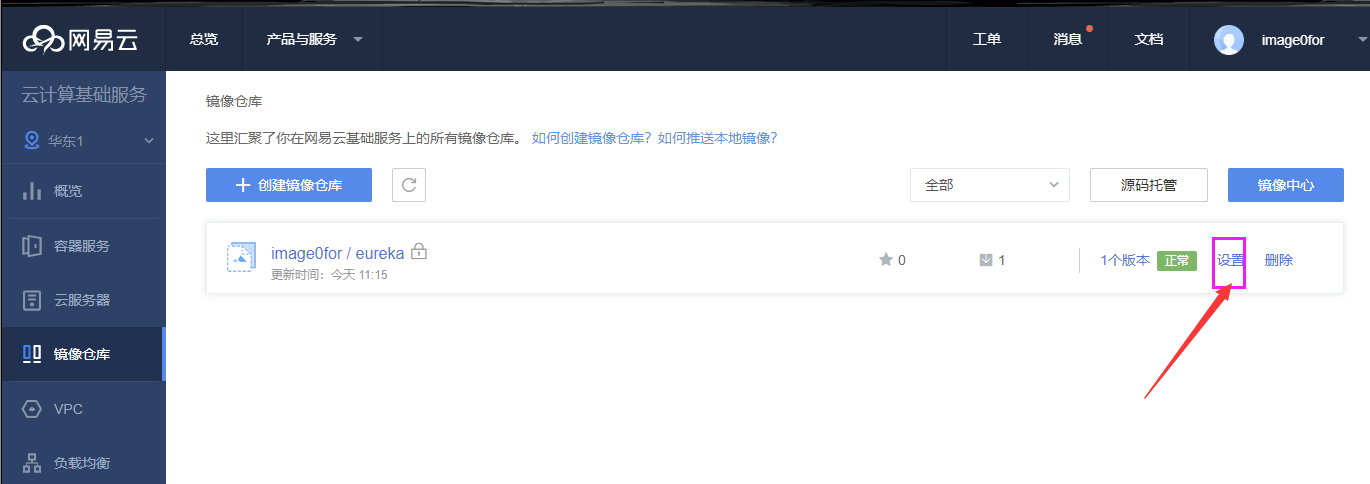 网易云 总览 产品与服务 工单 消息 文档 image0for
云计算基础服务
华东1
概览
容器服务
云服务器
镜像仓库
VPC
负载均衡
镜像仓库
这里汇聚了你在网易云基础服务上的所有镜像仓库。 如何创建镜像仓库？如何推送本地镜像？
创建镜像仓库 全部 源码托管 镜像中心
image0for / eureka 0 1 1个版本 正常 设置 删除
更新时间：今天 11:15